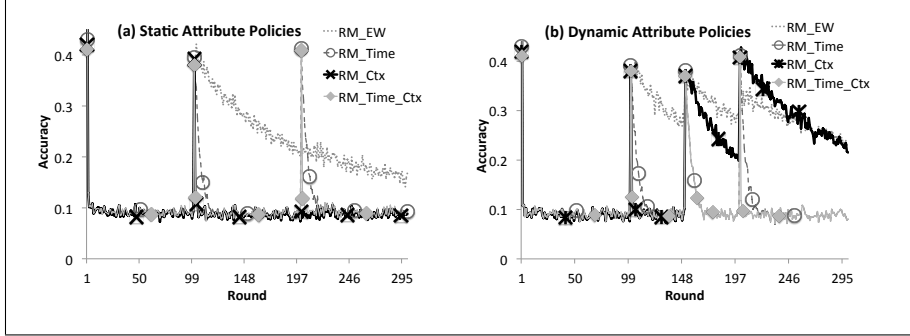 (a) Static Attribute Policies
RM_EW
RM_Time
RM_Ctx
RM_Time_Ctx
0.4
0.3
0.2
0.1
0
Accuracy
1 50 99 148 197 246 295
Round
(b) Dynamic Attribute Policies
RM_EW
RM_Time
RM_Ctx
RM_Time_Ctx
0.4
0.3
0.2
0.1
0
Accuracy
1 50 99 148 197 246 295
Round